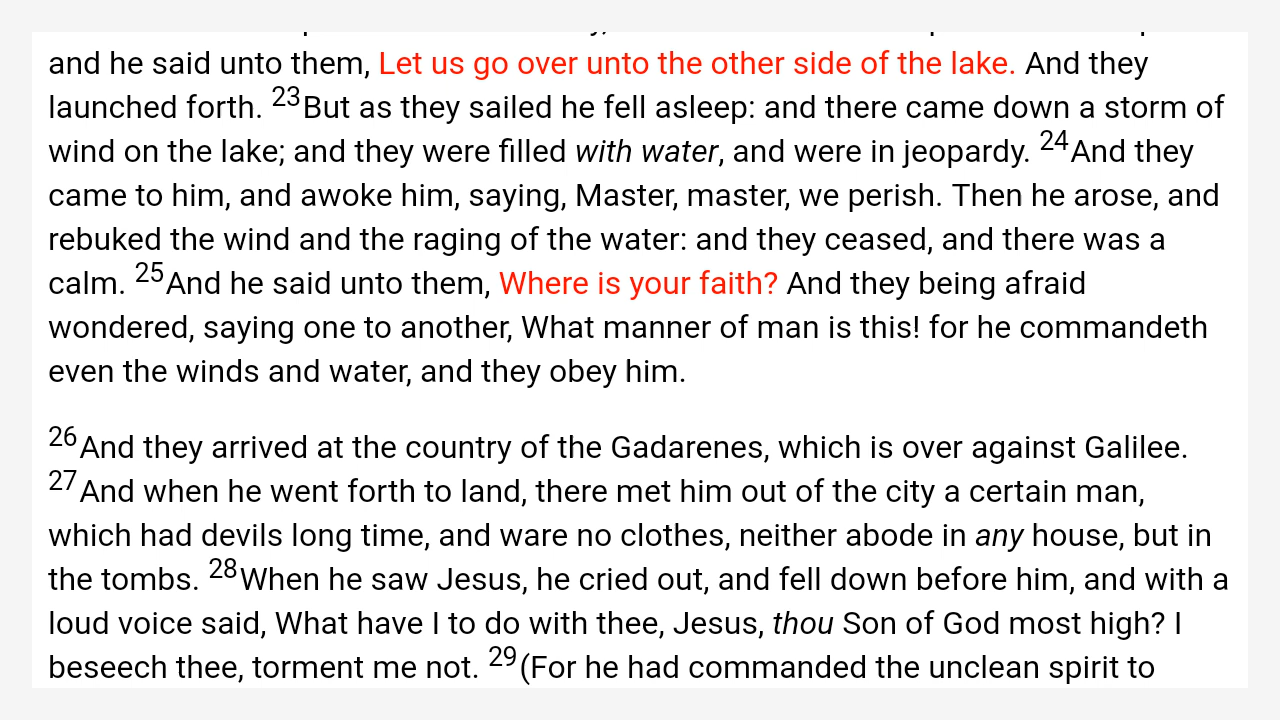 and he said unto them, Let us go over unto the other side of the lake. And they
launched forth. 23But as they sailed he fell asleep: and there came down a storm of
wind on the lake; and they were filled with water, and were in jeopardy. 24And they
came to him, and awoke him, saying, Master, master, we perish. Then he arose, and
rebuked the wind and the raging of the water: and they ceased, and there was a
calm. 25And he said unto them, Where is your faith? And they being afraid
wondered, saying one to another, What manner of man is this! for he commandeth
even the winds and water, and they obey him.
26And they arrived at the country of the Gadarenes, which is over against Galilee.
27And when he went forth to land, there met him out of the city a certain man,
which had devils long time, and ware no clothes, neither abode in any house, but in
the tombs. 28When he saw Jesus, he cried out, and fell down before him, and with a
loud voice said, What have I to do with thee, Jesus, thou Son of God most high? I
beseech thee, torment me not. 29(For he had commanded the unclean spirit to